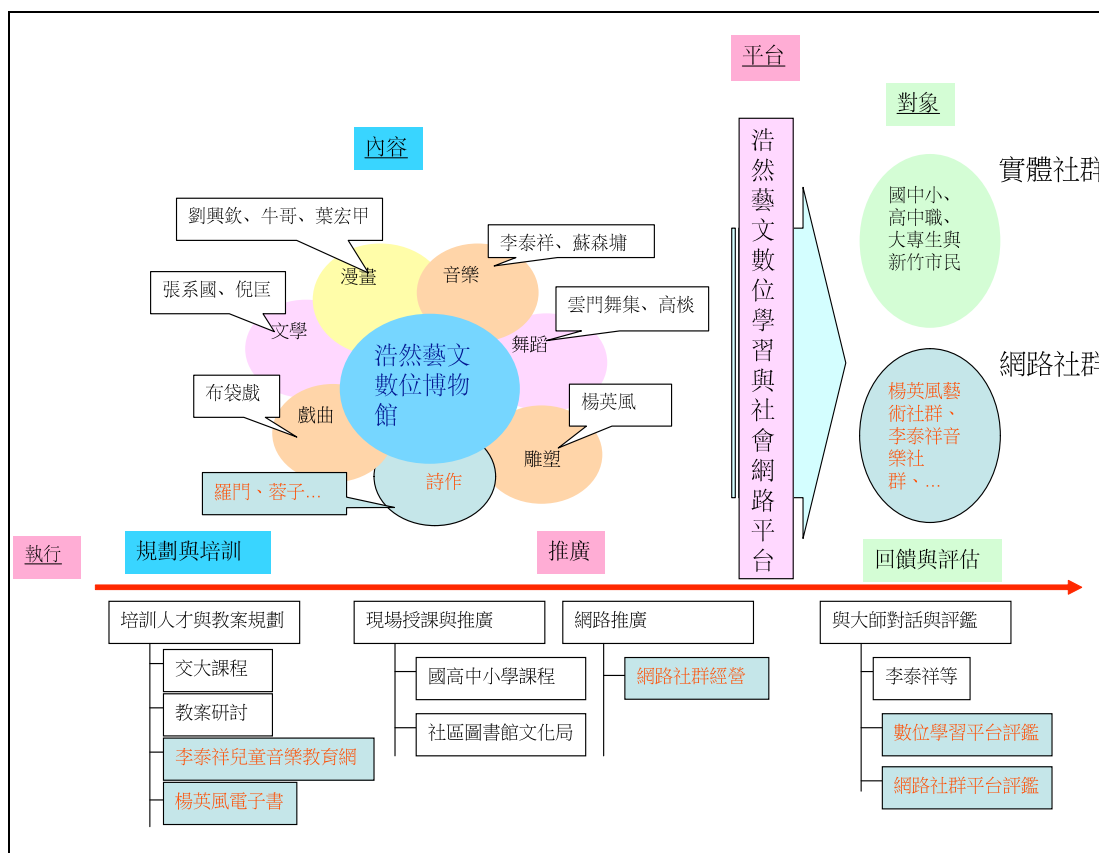 平台
對象
內容
實體社群
國中小、
高中職、
大專生與
新竹市民
劉興欽、牛哥、葉宏甲
李泰祥、蘇森墉
漫畫
音樂
張系國、倪匡
雲門舞集、高棪
文學
舞蹈
浩然藝文
數位博物
館
浩然藝文數位學習與社會網路平台
網路社群
楊英風藝
術社群、
李泰祥音
樂社
群、…
布袋戲
楊英風
戲曲
雕塑
詩作
羅門、蓉子…
執行
規劃與培訓
推廣
回饋與評估
培訓人才與教案規劃
現場授課與推廣
網路推廣
與大師對話與評鑑
交大課程
國高中小學課程
網路社群經營
李泰祥等
教案研討
社區圖書館文化局
數位學習平台評鑑
李泰祥兒童音樂教育網
網路社群平台評鑑
楊英風電子書